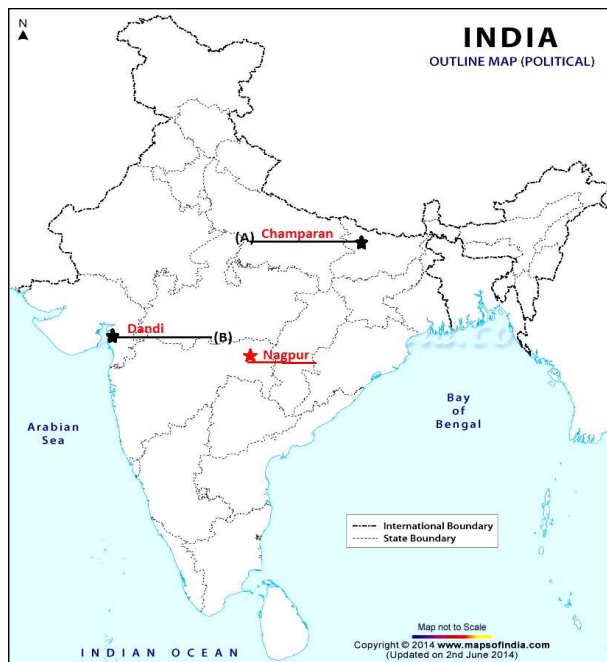 N
INDIA
OUTLINE MAP (POLITICAL)
(A) Champaran
Dandi (B)
Nagpur
Arabian
Sea
Bay
of
Bengal
International Boundary
State Boundary
Map not to Scale
Copyright © 2014 www.mapsofindia.com
(Updated on 2nd June 2014)
INDIAN OCEAN